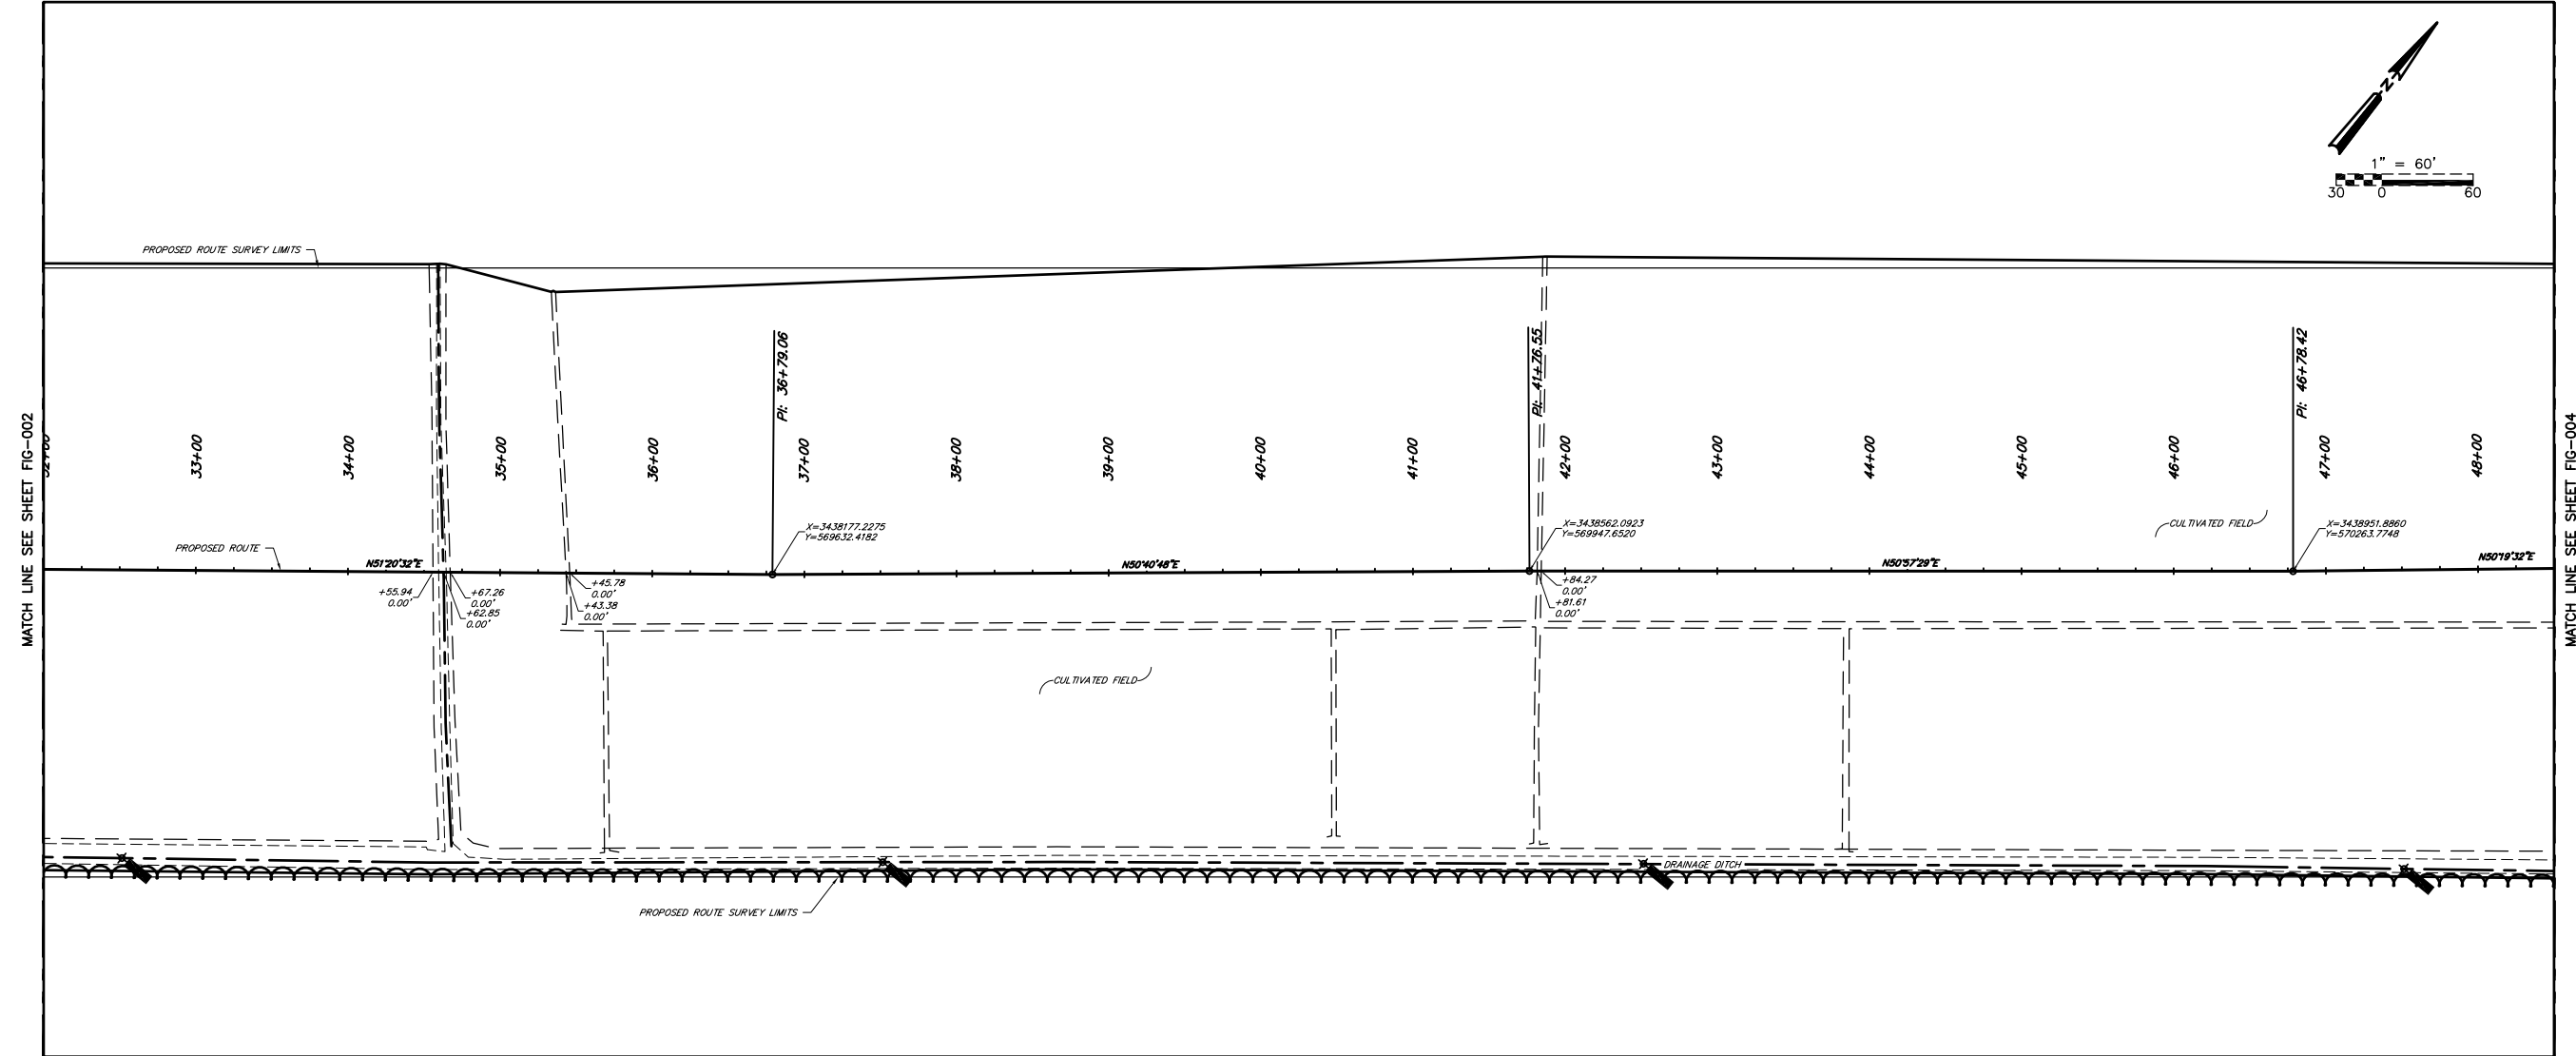 1" = 60'
30 0 60
N
PROPOSED ROUTE SURVEY LIMITS
PI: 36+79.06
PI: 41+76.55
PI: 46+78.42
MATCH LINE SEE SHEET FIG-002
32+00
33+00
34+00
35+00
36+00
37+00
38+00
39+00
40+00
41+00
42+00
43+00
44+00
45+00
46+00
47+00
48+00
MATCH LINE SEE SHEET FIG-004
X=3438177.2275
Y=569632.4182
X=3438562.0923
Y=569947.6520
CULTIVATED FIELD
X=3438951.8860
Y=570263.7748
PROPOSED ROUTE
N51°20'32"E
N50°40'48"E
N50°57'29"E
N50°19'32"E
+55.94
0.00'
+67.26
0.00'
+62.85
0.00'
+45.78
0.00'
+43.38
0.00'
+84.27
0.00'
+81.61
0.00'
CULTIVATED FIELD
DRAINAGE DITCH
PROPOSED ROUTE SURVEY LIMITS